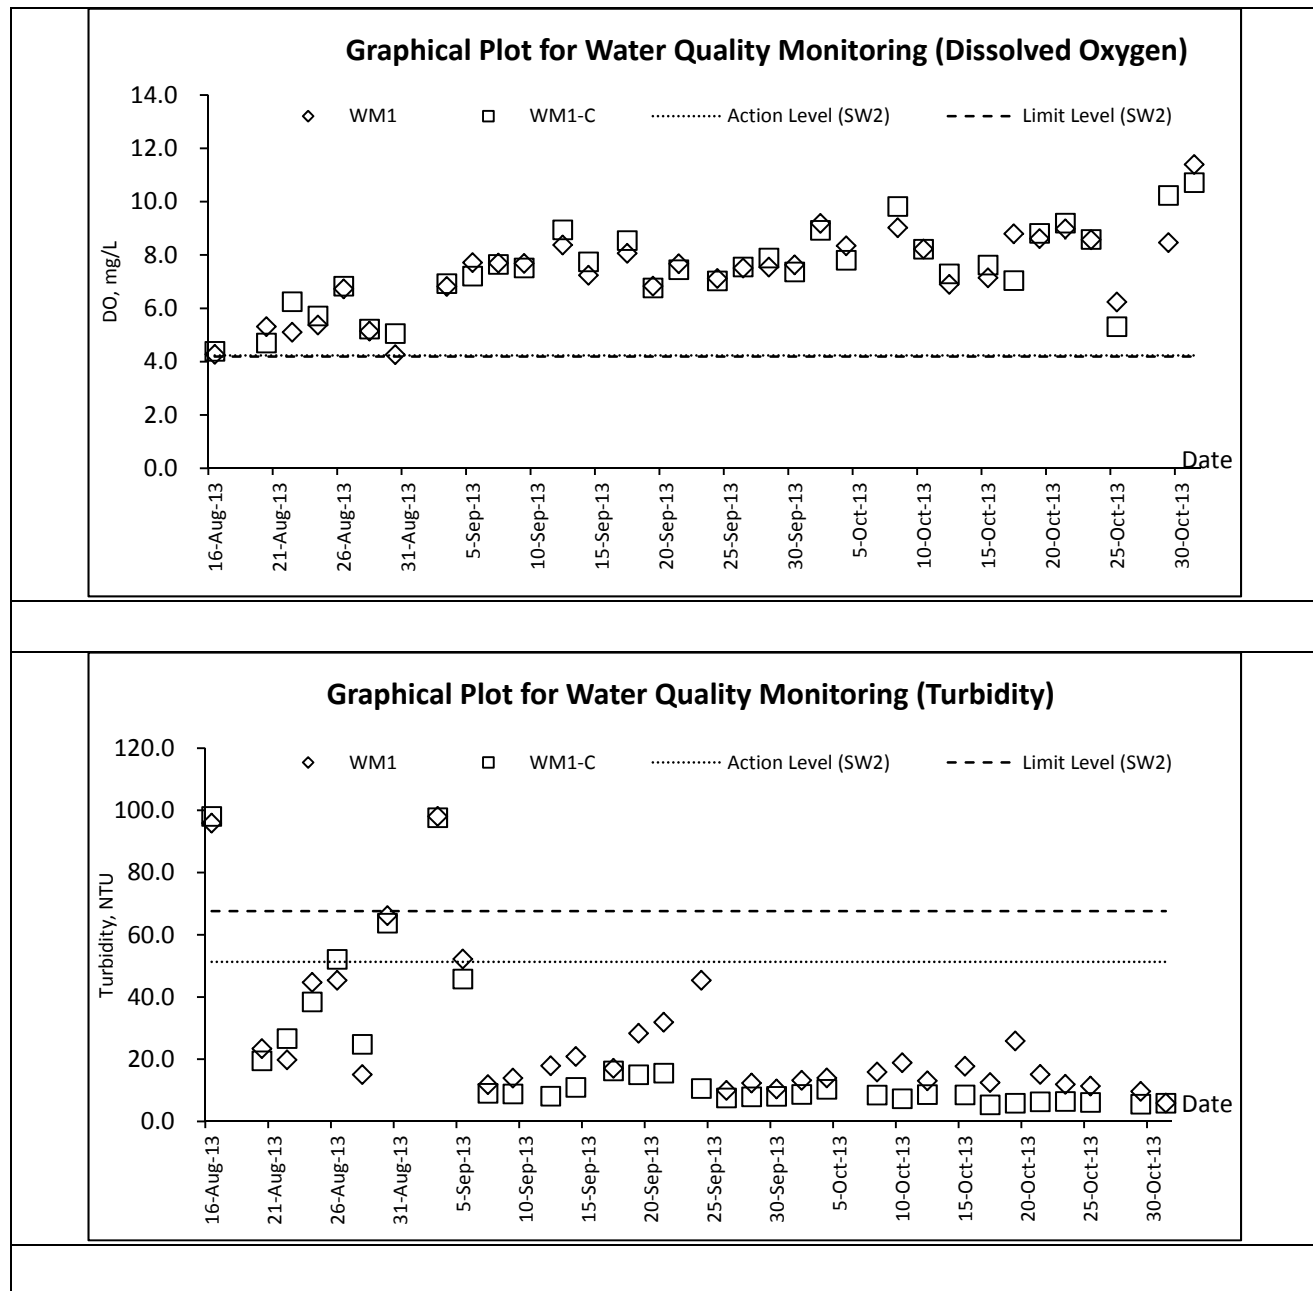 Graphical Plot for Water Quality Monitoring (Dissolved Oxygen)
WM1 WM1-C Action Level (SW2) Limit Level (SW2)
14.0
12.0
10.0
8.0
6.0
4.0
2.0
0.0
DO, mg/L
Date
16-Aug-13 21-Aug-13 26-Aug-13 31-Aug-13 5-Sep-13 10-Sep-13 15-Sep-13 20-Sep-13 25-Sep-13 30-Sep-13 5-Oct-13 10-Oct-13 15-Oct-13 20-Oct-13 25-Oct-13 30-Oct-13
Graphical Plot for Water Quality Monitoring (Turbidity)
WM1 WM1-C Action Level (SW2) Limit Level (SW2)
120.0
100.0
80.0
60.0
40.0
20.0
0.0
Turbidity, NTU
Date
16-Aug-13 21-Aug-13 26-Aug-13 31-Aug-13 5-Sep-13 10-Sep-13 15-Sep-13 20-Sep-13 25-Sep-13 30-Sep-13 5-Oct-13 10-Oct-13 15-Oct-13 20-Oct-13 25-Oct-13 30-Oct-13